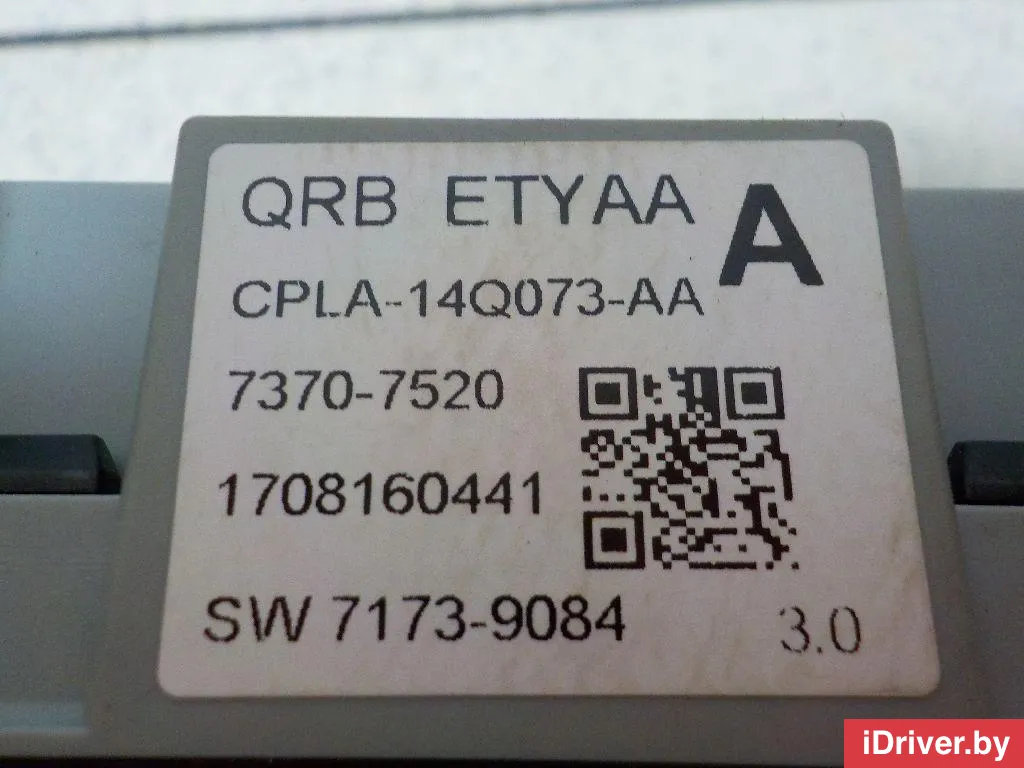 QRB ETYAA A
CPLA-14Q073-AA
7370-7520
1708160441
SW 7173-9084 3.0
iDriver.by